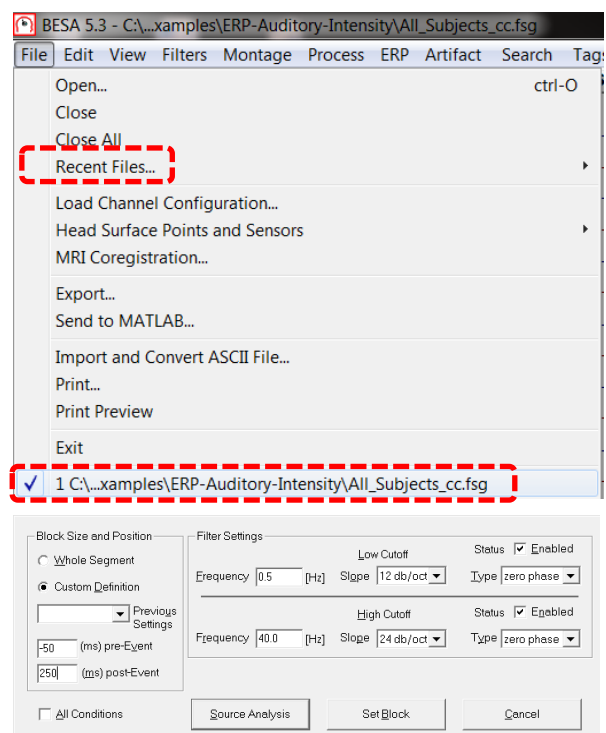 BESA 5.3 - C:\...xamples\ERP-Auditory-Intensity\All_Subjects_cc.fsg
File Edit View Filters Montage Process ERP Artifact Search Tags
Open... ctrl-O
Close
Close All
Recent Files...
Load Channel Configuration...
Head Surface Points and Sensors
MRI Coregistration...
Export...
Send to MATLAB...
Import and Convert ASCII File...
Print...
Print Preview
Exit
1 C:\...xamples\ERP-Auditory-Intensity\All_Subjects_cc.fsg
Block Size and Position
Whole Segment
Custom Definition
Previous
Settings
-50 (ms) pre-Event
250 (ms) post-Event
All Conditions
Filter Settings
Low Cutoff Status Enabled
Frequency 0.5 [Hz] Slope 12 db/oct Type zero phase
High Cutoff Status Enabled
Frequency 40.0 [Hz] Slope 24 db/oct Type zero phase
Source Analysis Set Block Cancel